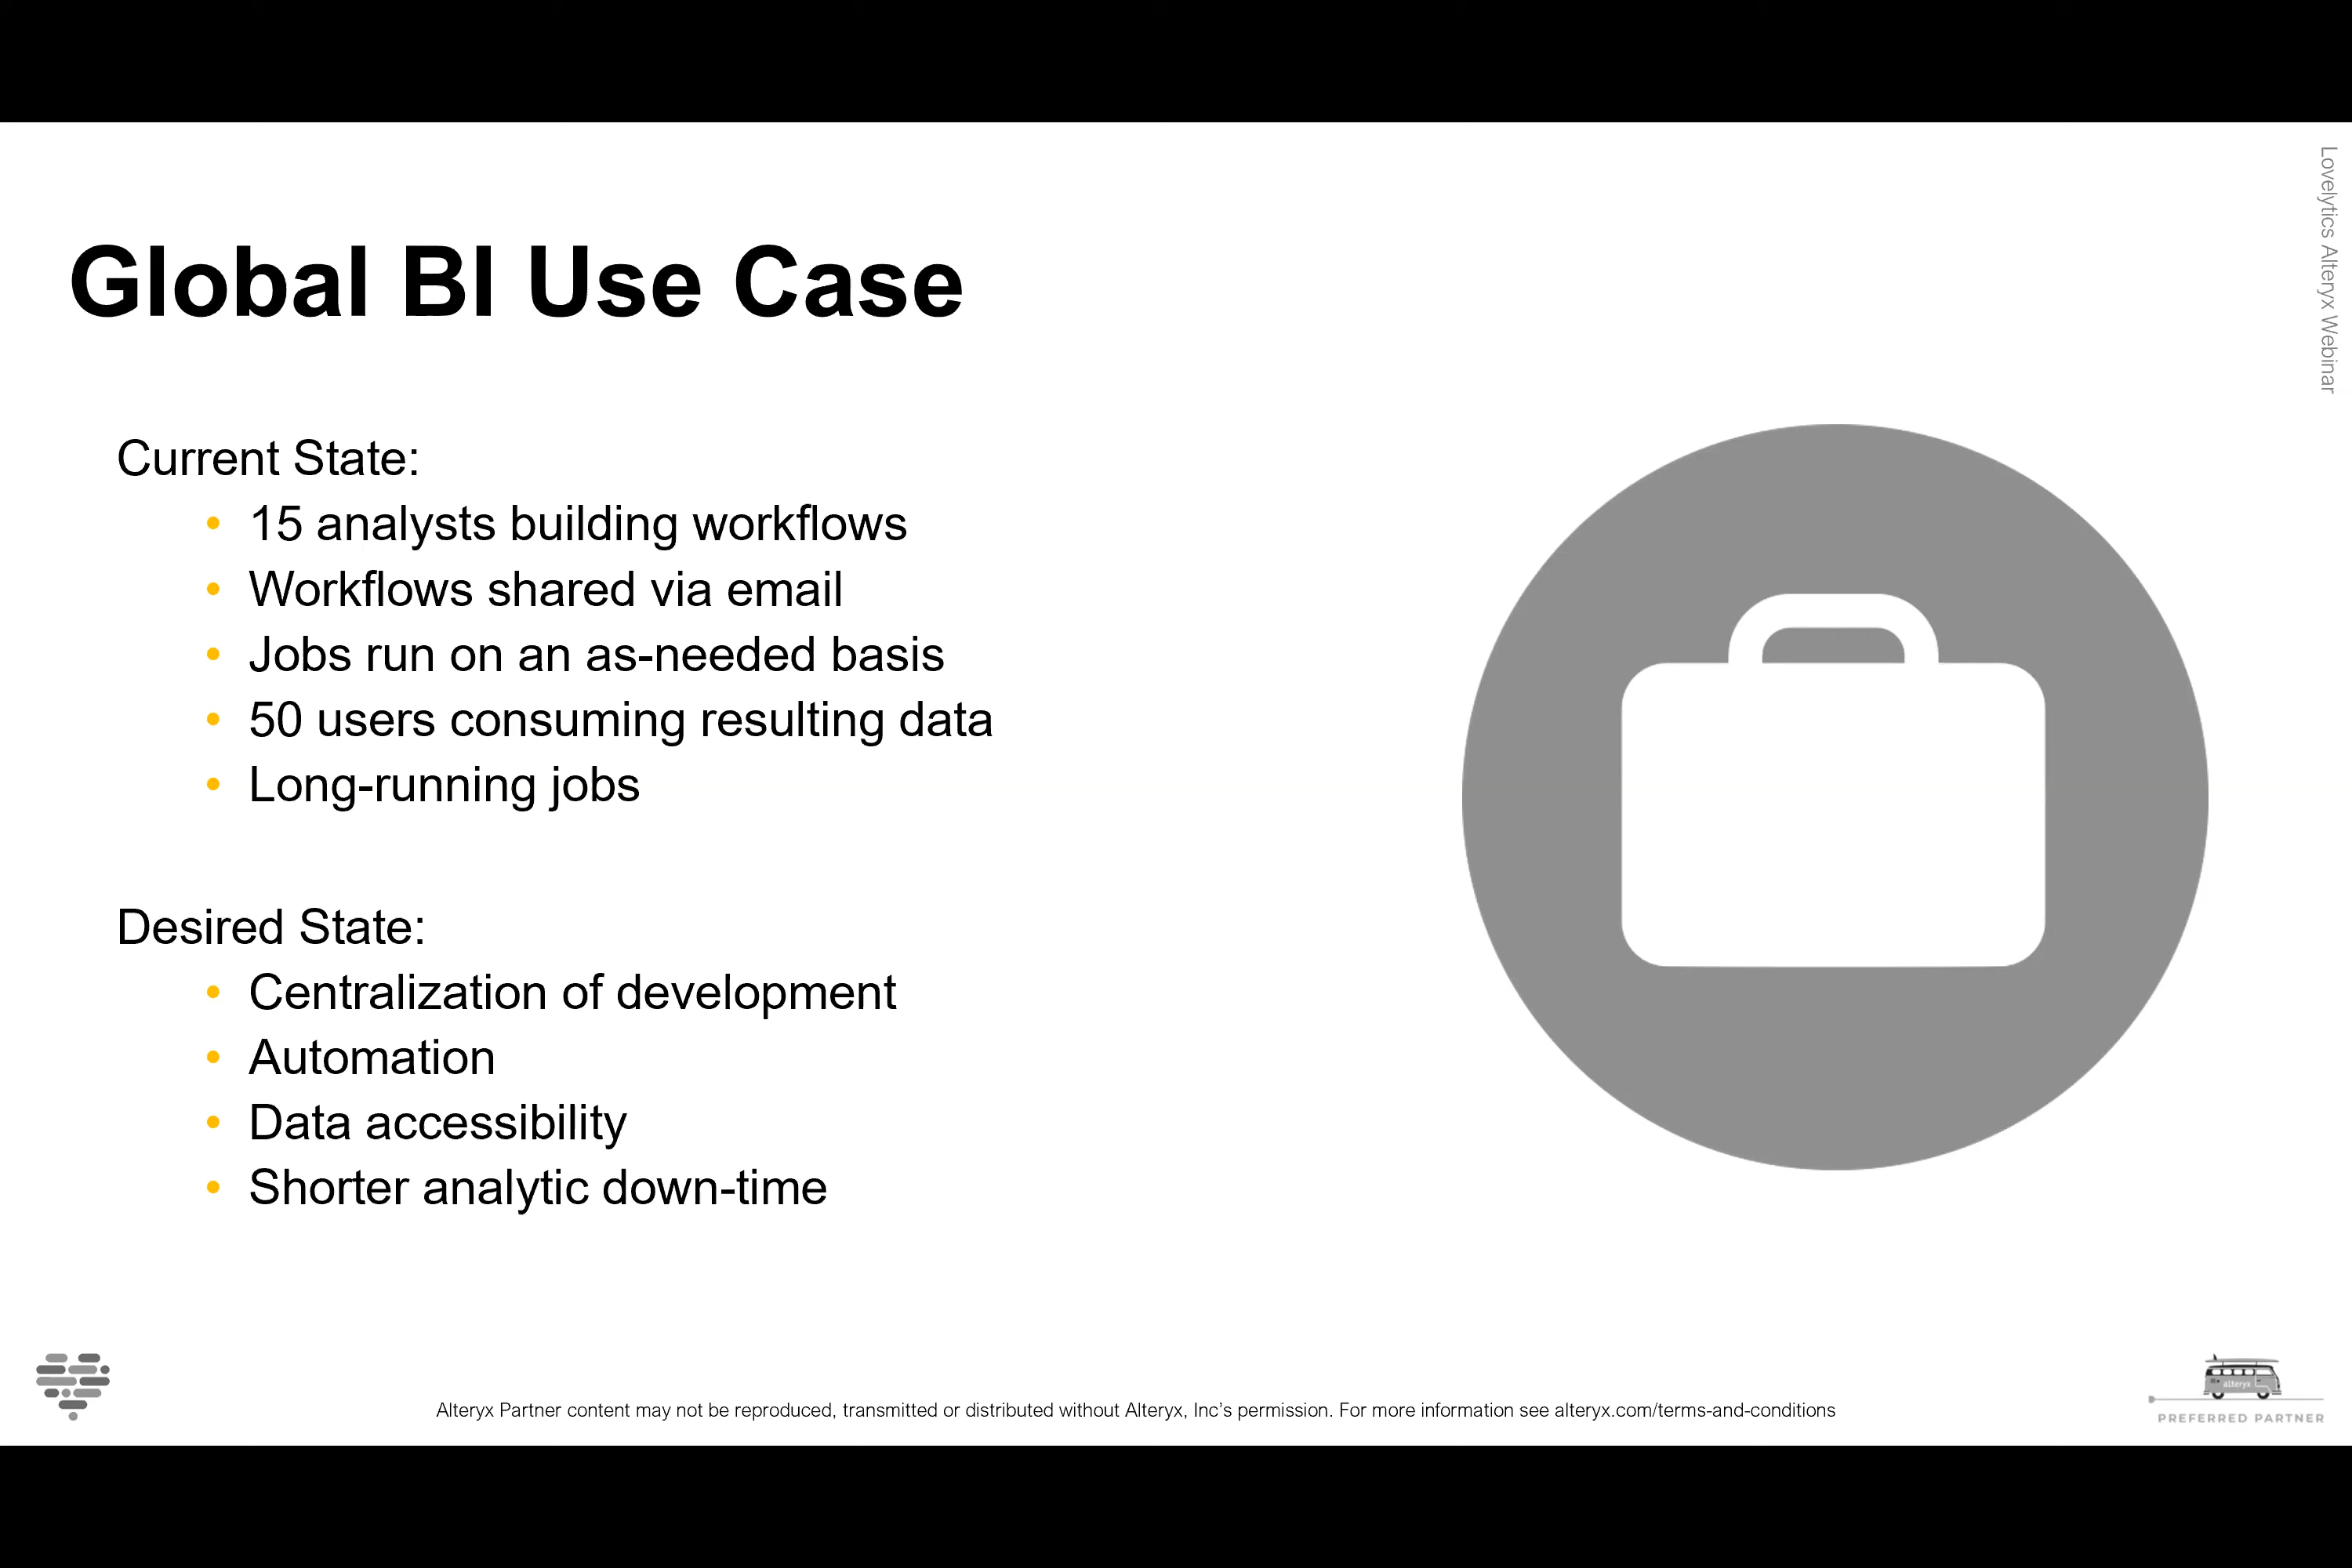 Lovelytics Alteryx Webinar
Global BI Use Case
Current State:
• 15 analysts building workflows
• Workflows shared via email
• Jobs run on an as-needed basis
• 50 users consuming resulting data
• Long-running jobs
Desired State:
• Centralization of development
• Automation
• Data accessibility
• Shorter analytic down-time
Alteryx Partner content may not be reproduced, transmitted or distributed without Alteryx, Inc’s permission. For more information see alteryx.com/terms-and-conditions
alteryx
PREFERRED PARTNER